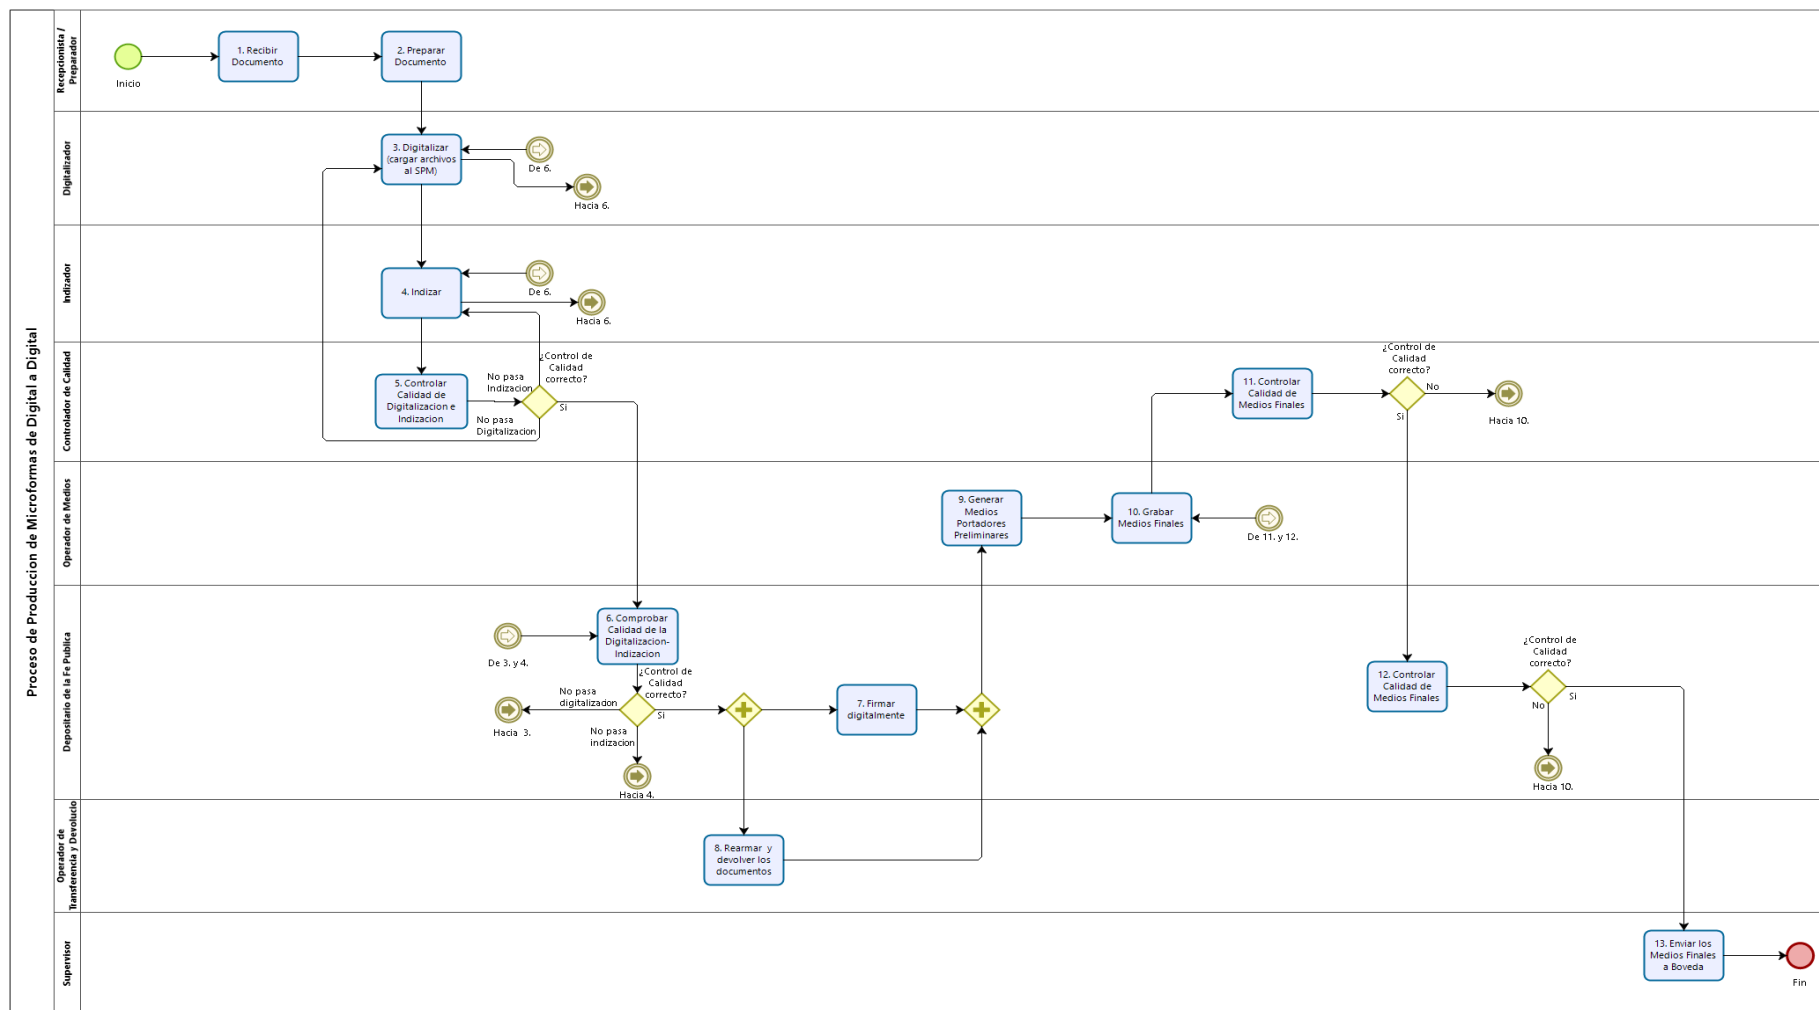 Proceso de Produccion de Microformas de Digital a Digital
Recepcionista /
Preparador
Inicio
1. Recibir
Documento
2. Preparar
Documento
Digitalizador
3. Digitalizar
(cargar archivos
al SPM)
De 6.
Hacia 6.
Indizador
4. Indizar
De 6.
Hacia 6.
Controlador de Calidad
5. Controlar
Calidad de
Digitalizacion e
Indizacion
No pasa
Indizacion
No pasa
Digitalizacion
¿Control de
Calidad
correcto?
Si
11. Controlar
Calidad de
Medios Finales
¿Control de
Calidad
correcto?
No
Si
Hacia 10.
Operador de Medios
9. Generar
Medios
Portadores
Preliminares
10. Grabar
Medios Finales
De 11. y 12.
Depositario de la Fe Publica
De 3. y 4.
6. Comprobar
Calidad de la
Digitalizacion-
Indizacion
¿Control de
Calidad
correcto?
No pasa
digitalizacion
Si
Hacia  3.
No pasa
indizacion
Hacia 4.
7. Firmar
digitalmente
12. Controlar
Calidad de
Medios Finales
¿Control de
Calidad
correcto?
Si
No
Hacia 10.
Operador de
Transferencia y Devolucio
8. Rearmar  y
devolver los
documentos
Supervisor
13. Enviar los
Medios Finales
a Boveda
Fin